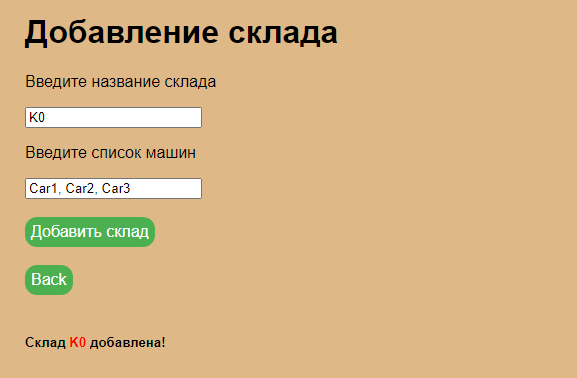 Добавление склада
Введите название склада
K0
Введите список машин
Car1, Car2, Car3
Добавить склад
Back
Склад K0 добавлена!